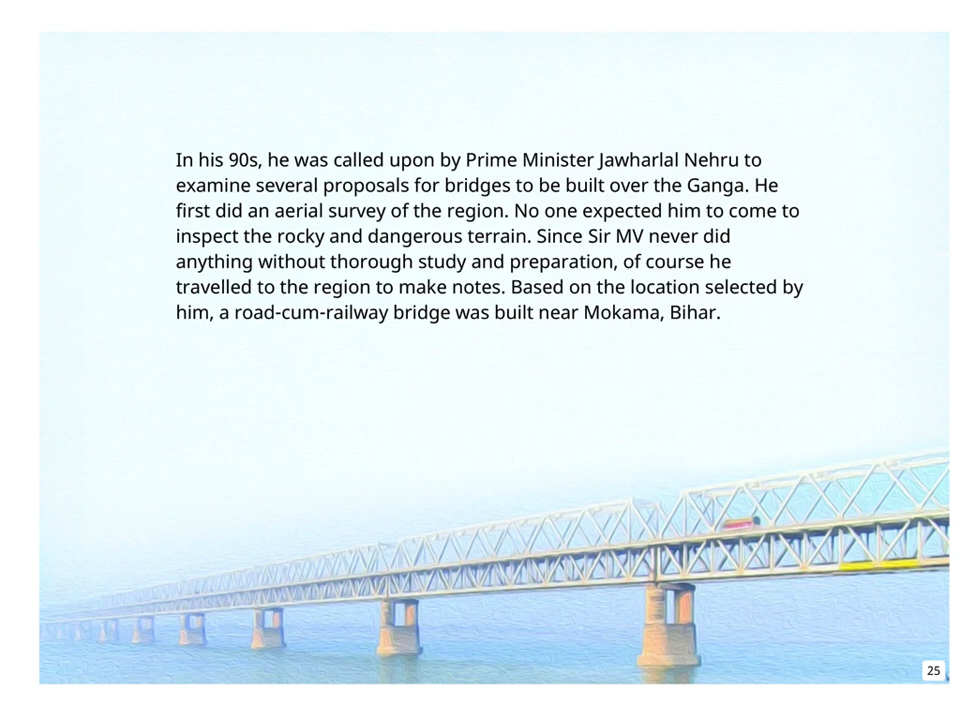 In his 90s, he was called upon by Prime Minister Jawharlal Nehru to
examine several proposals for bridges to be built over the Ganga. He
first did an aerial survey of the region. No one expected him to come to
inspect the rocky and dangerous terrain. Since Sir MV never did
anything without thorough study and preparation, of course he
travelled to the region to make notes. Based on the location selected by
him, a road-cum-railway bridge was built near Mokama, Bihar.
25